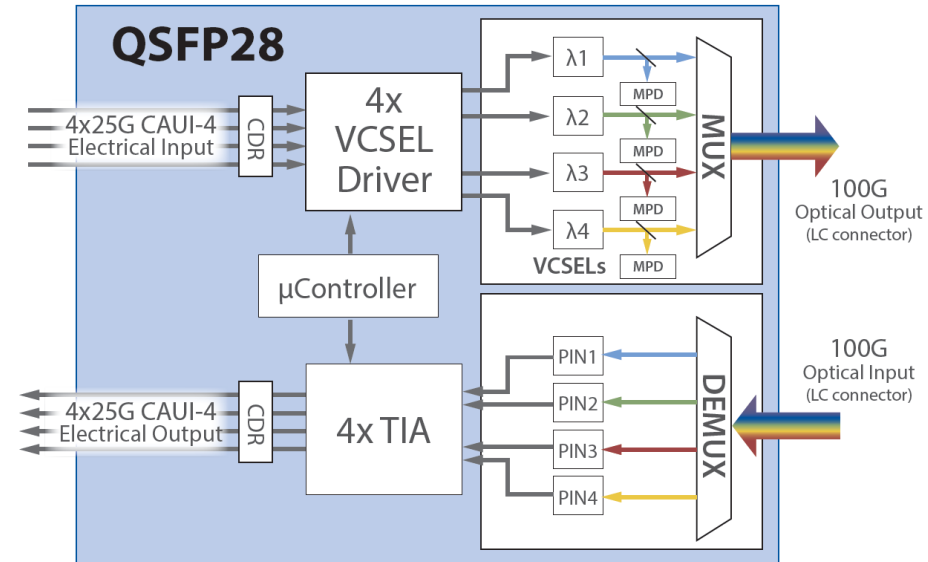 QSFP28
4x25G CAUI-4
Electrical Input
CDR
4x
VCSEL
Driver
λ1
MPD
λ2
MPD
λ3
MPD
λ4
MPD
VCSELs
MUX
100G
Optical Output
(LC connector)
µController
4x25G CAUI-4
Electrical Output
CDR
4x TIA
PIN1
PIN2
PIN3
PIN4
DEMUX
100G
Optical Input
(LC connector)